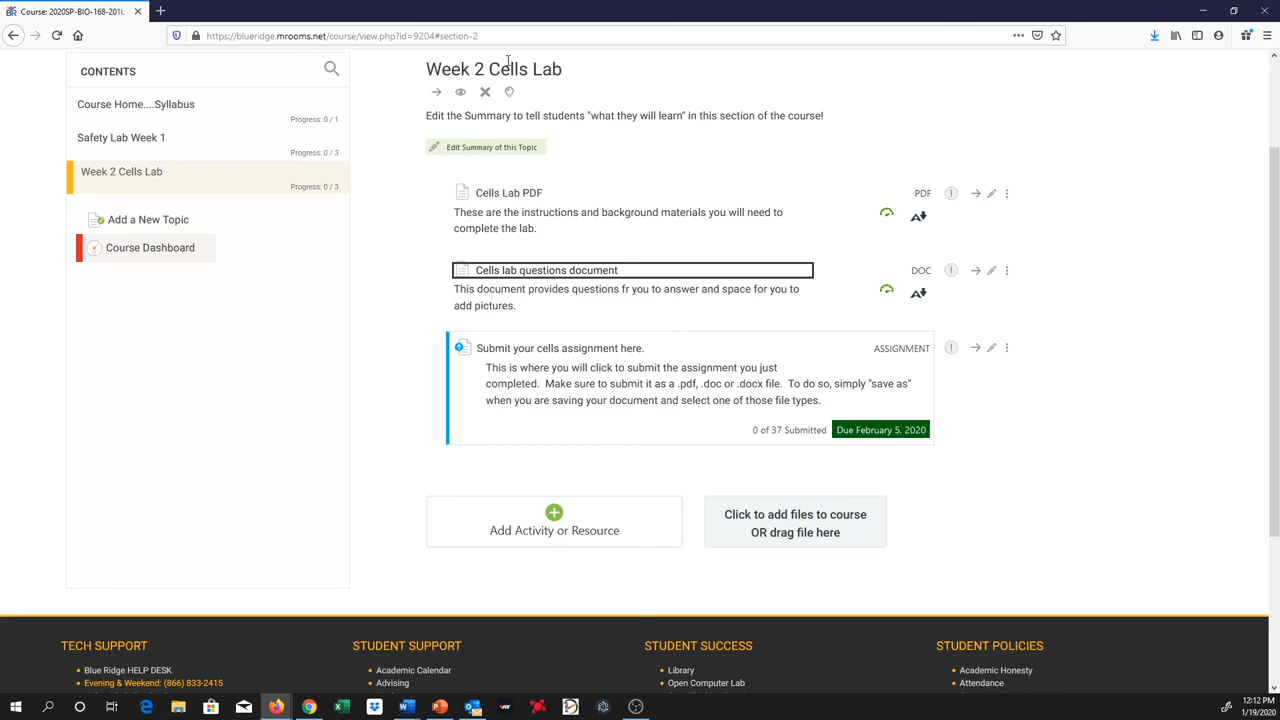 Course: 2020SP-BIO-168-201L
https://blueridge.mrooms.net/course/view.php?id=9204#section-2
CONTENTS
Course Home....Syllabus
Progress: 0 / 1
Safety Lab Week 1
Progress: 0 / 3
Week 2 Cells Lab
Progress: 0 / 3
Add a New Topic
Course Dashboard
Week 2 Cells Lab
Edit the Summary to tell students "what they will learn" in this section of the course!
Edit Summary of this Topic
Cells Lab PDF
PDF
These are the instructions and background materials you will need to
complete the lab.
Cells lab questions document
DOC
This document provides questions fr you to answer and space for you to
add pictures.
Submit your cells assignment here.
ASSIGNMENT
This is where you will click to submit the assignment you just
completed. Make sure to submit it as a .pdf, .doc or .docx file. To do so, simply "save as"
when you are saving your document and select one of those file types.
0 of 37 Submitted
Due February 5, 2020
Add Activity or Resource
Click to add files to course
OR drag file here
TECH SUPPORT
Blue Ridge HELP DESK
Evening & Weekend: (866) 833-2415
STUDENT SUPPORT
Academic Calendar
Advising
STUDENT SUCCESS
Library
Open Computer Lab
STUDENT POLICIES
Academic Honesty
Attendance
12:12 PM
1/19/2020